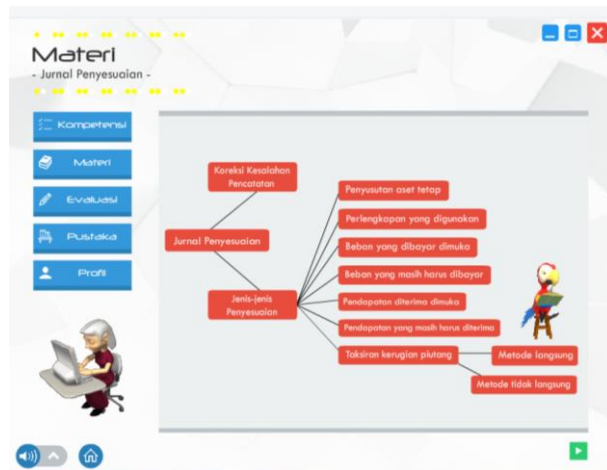 Materi
- Jurnal Penyesuaian -
Kompetensi
Materi
Evaluasi
Pustaka
Profil
Koreksi Kesalahan
Pencatatan
Jurnal Penyesuaian
Jenis-jenis
Penyesuaian
Penyusutan aset tetap
Perlengkapan yang digunakan
Beban yang dibayar dimuka
Beban yang masih harus dibayar
Pendapatan diterima dimuka
Pendapatan yang masih harus diterima
Taksiran kerugian piutang
Metode langsung
Metode tidak langsung